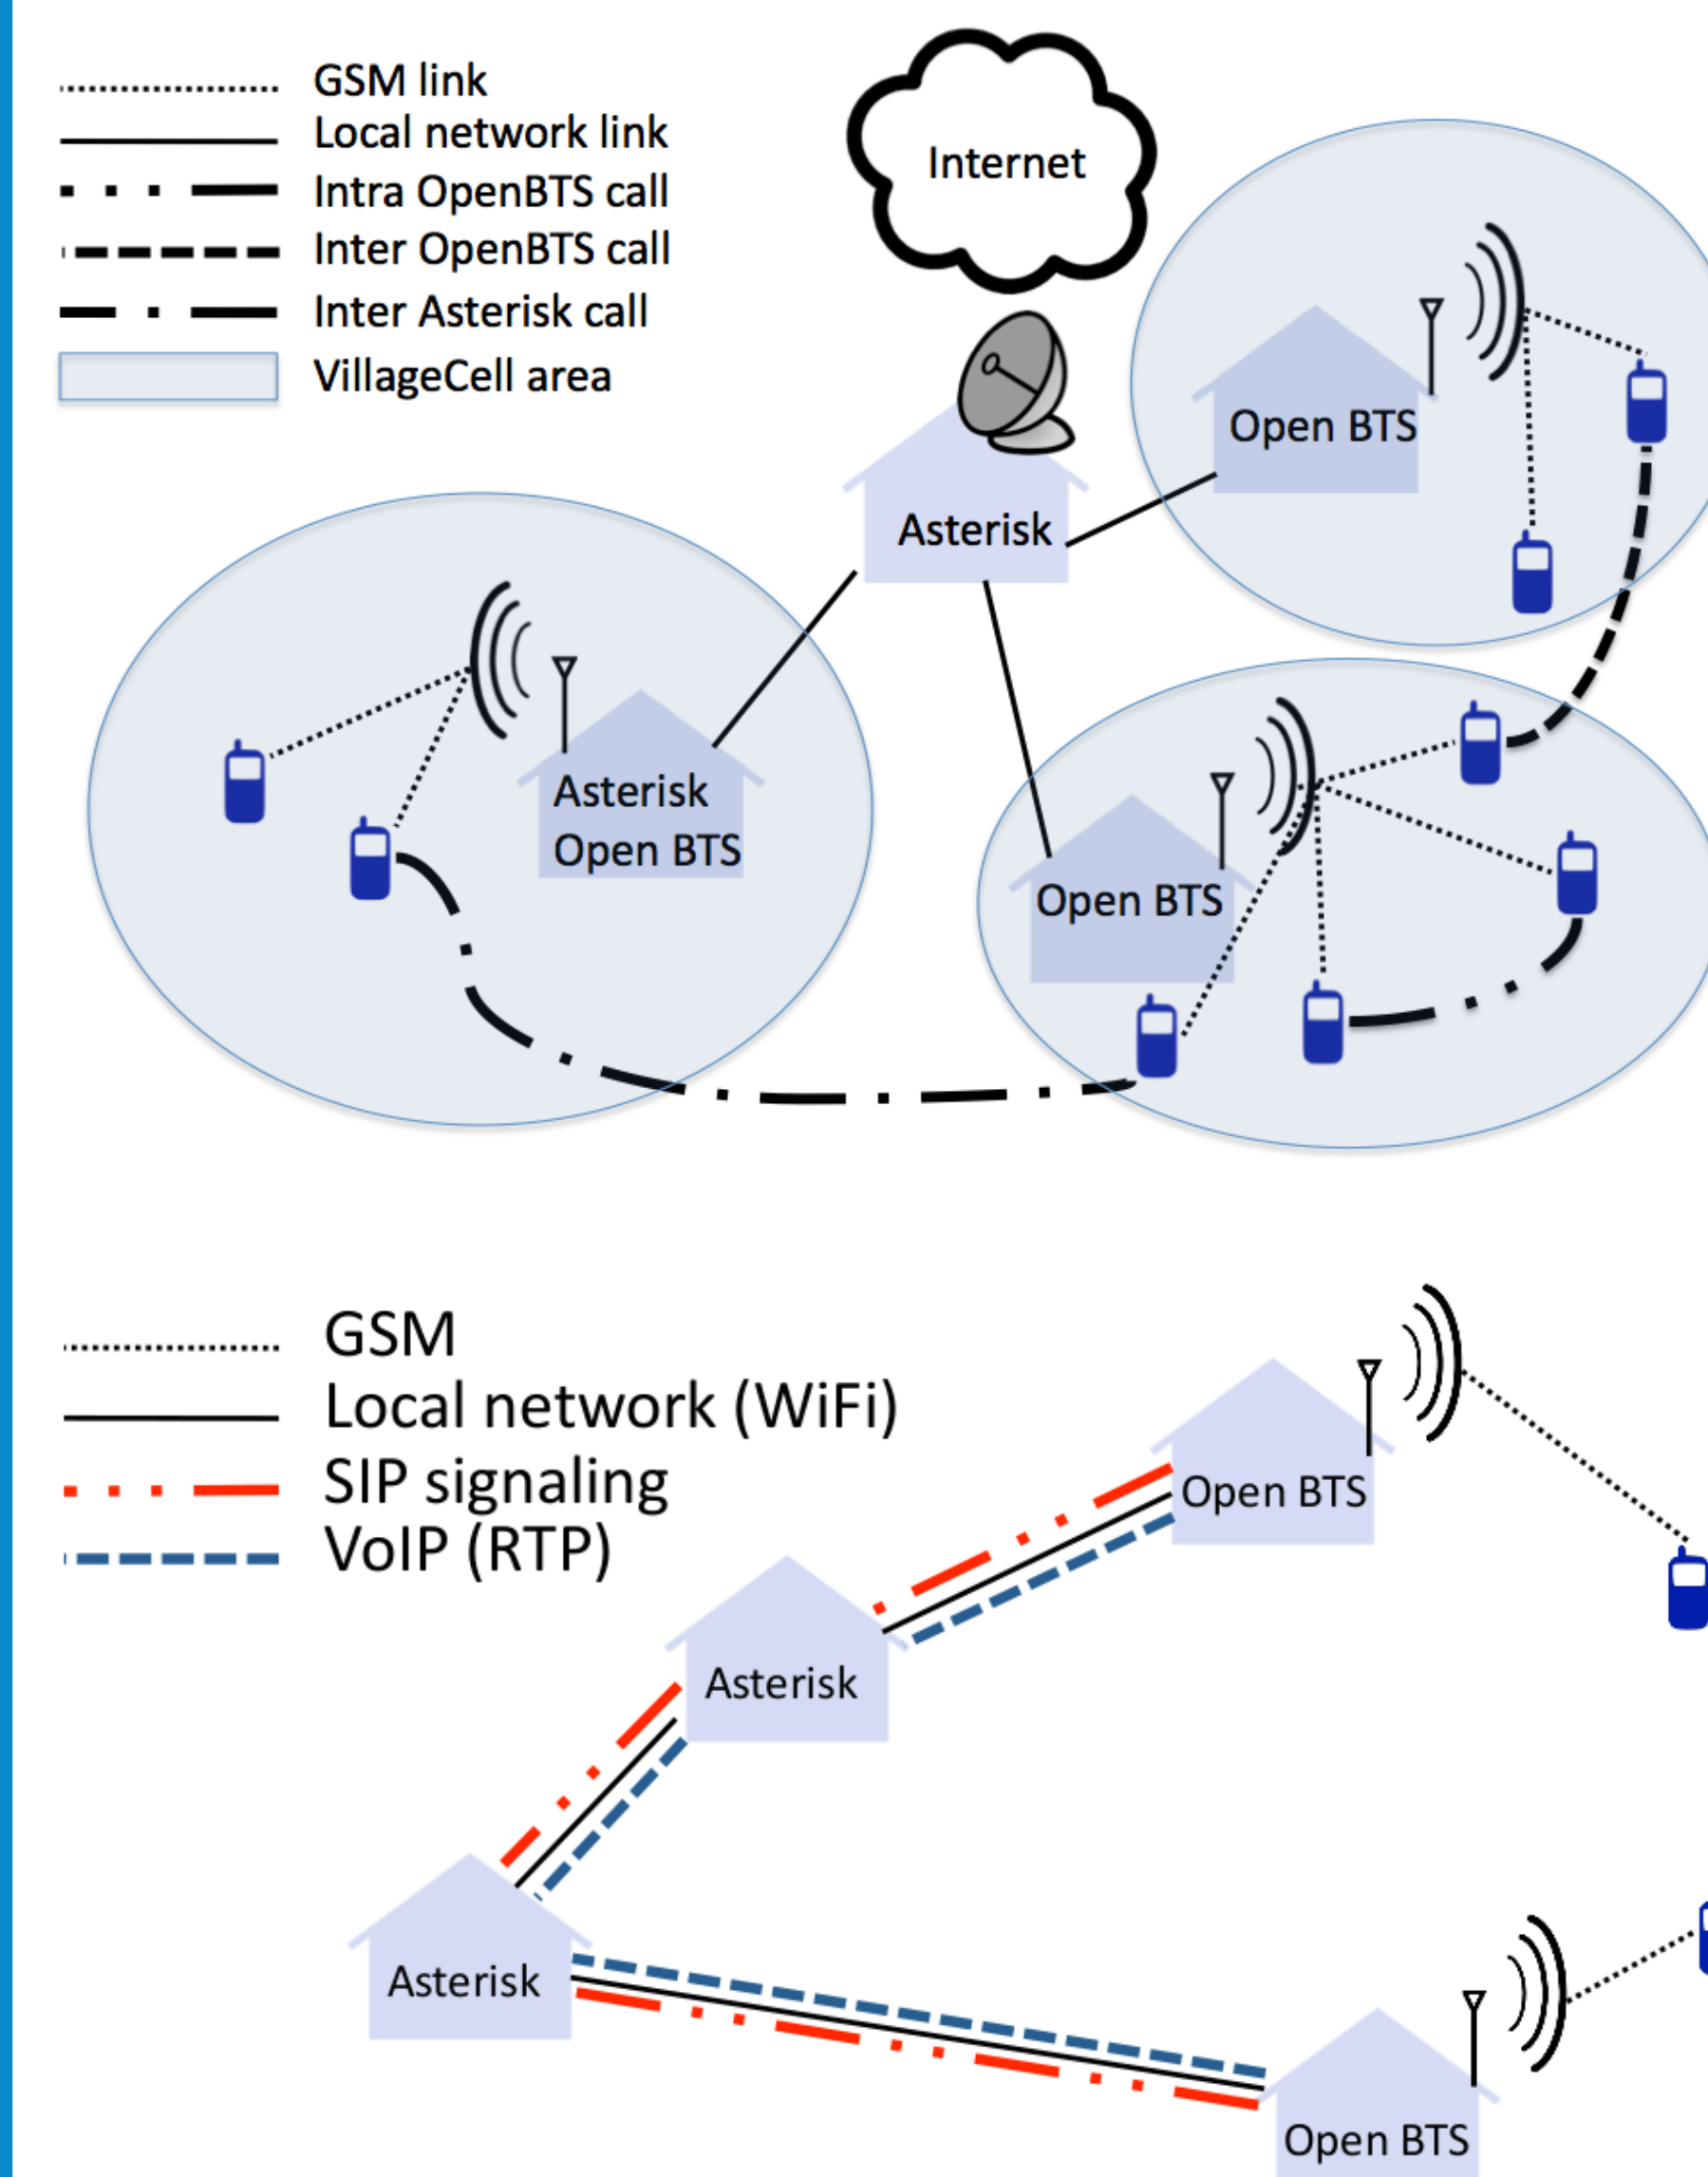 GSM link
Local network link
Intra OpenBTS call
Inter OpenBTS call
Inter Asterisk call
VillageCell area
Internet
Open BTS
Asterisk
Asterisk
Open BTS
Open BTS
GSM
Local network (WiFi)
SIP signaling
VoIP (RTP)
Open BTS
Asterisk
Asterisk
Open BTS